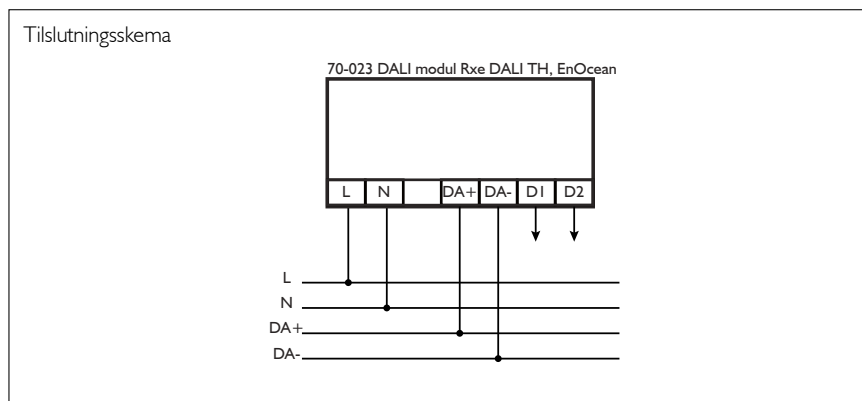 Tilslutningsskema
70-023 DALI modul Rxe DALI TH, EnOcean
L N DA+ DA- D1 D2
L
N
DA+
DA-